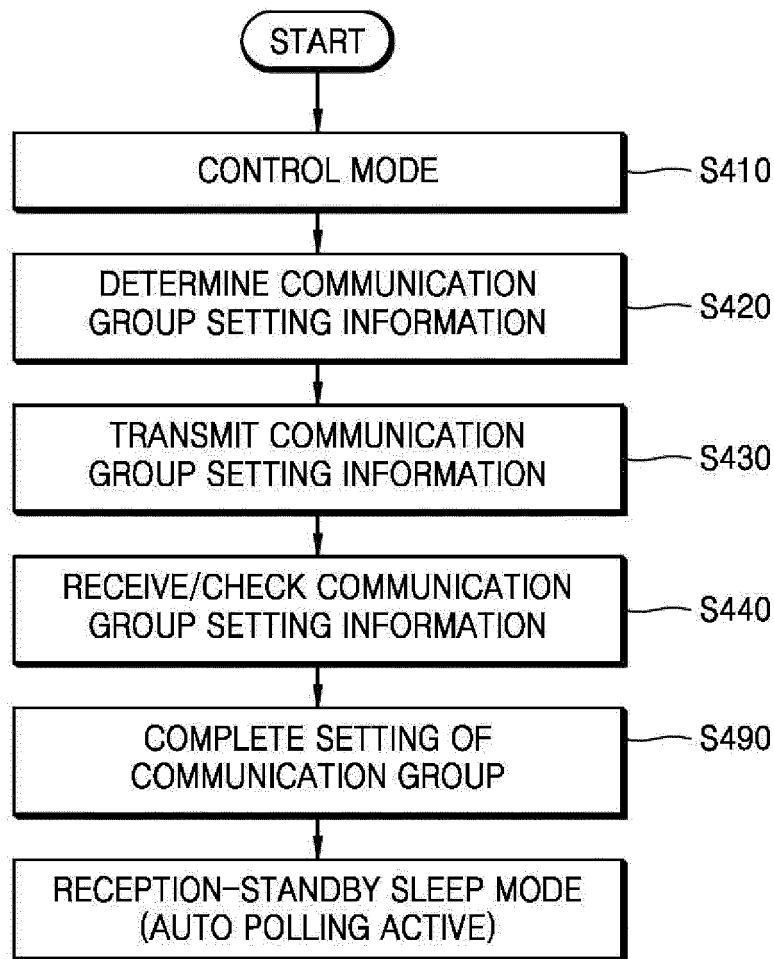 START
CONTROL MODE
S410
DETERMINE COMMUNICATION
GROUP SETTING INFORMATION
S420
TRANSMIT COMMUNICATION
GROUP SETTING INFORMATION
S430
RECEIVE/CHECK COMMUNICATION
GROUP SETTING INFORMATION
S440
COMPLETE SETTING OF
COMMUNICATION GROUP
S490
RECEPTION-STANDBY SLEEP MODE
(AUTO POLLING ACTIVE)